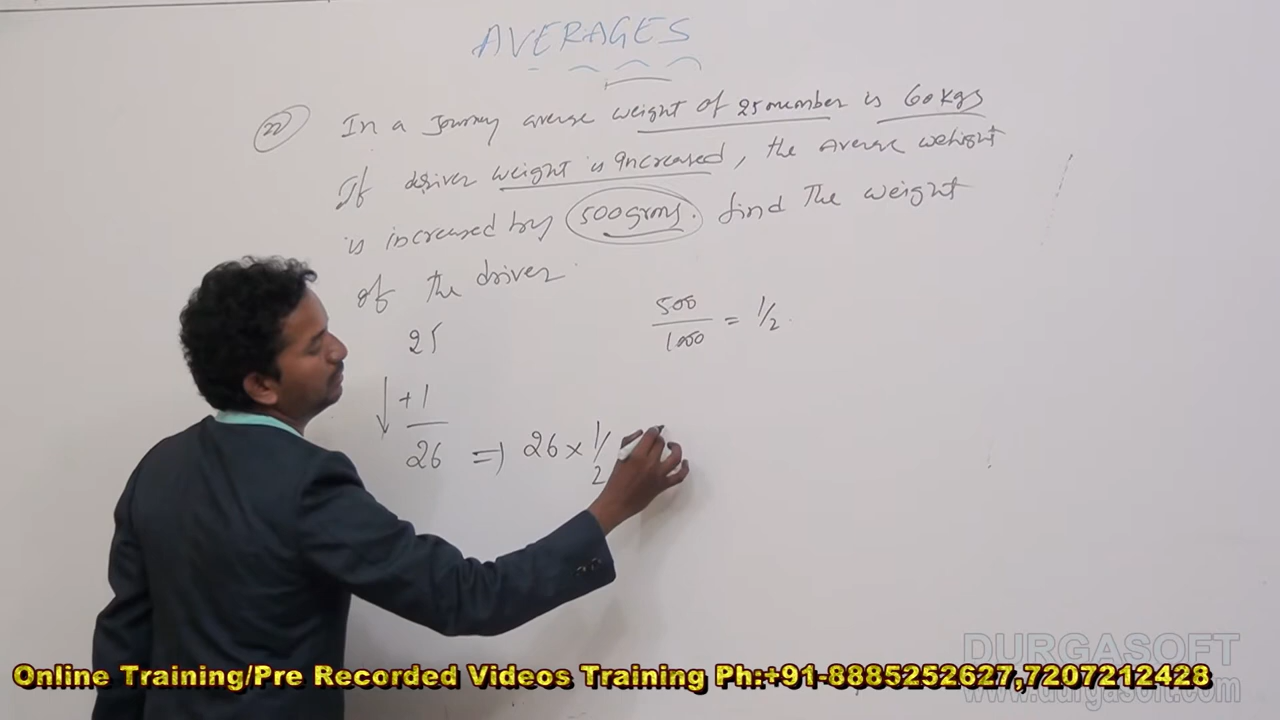 AVERAGES
22 In a Journey average weight of 25 member is 60 kgs
If driver weight is increased, the Average wehight
is increased by 500 grms. find The weight
of the driver.
25
+1
26 => 26 × 1/2
500/1000 = 1/2
DURGASOFT
www.durgasoft.com
Online Training/Pre Recorded Videos Training Ph:+91-8885252627,7207212428